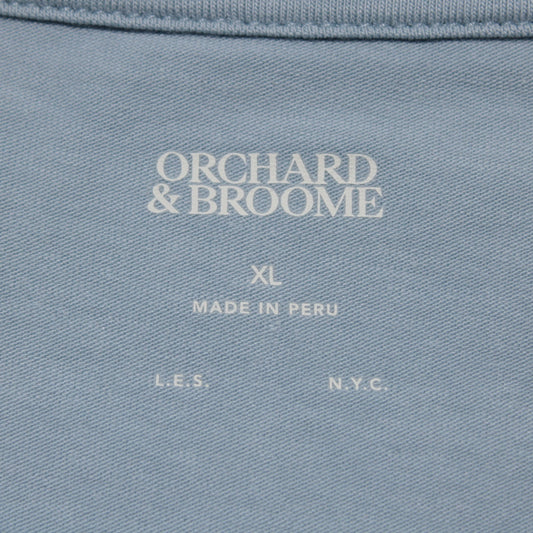 ORCHARD
& BROOME
XL
MADE IN PERU
L.E.S. N.Y.C.